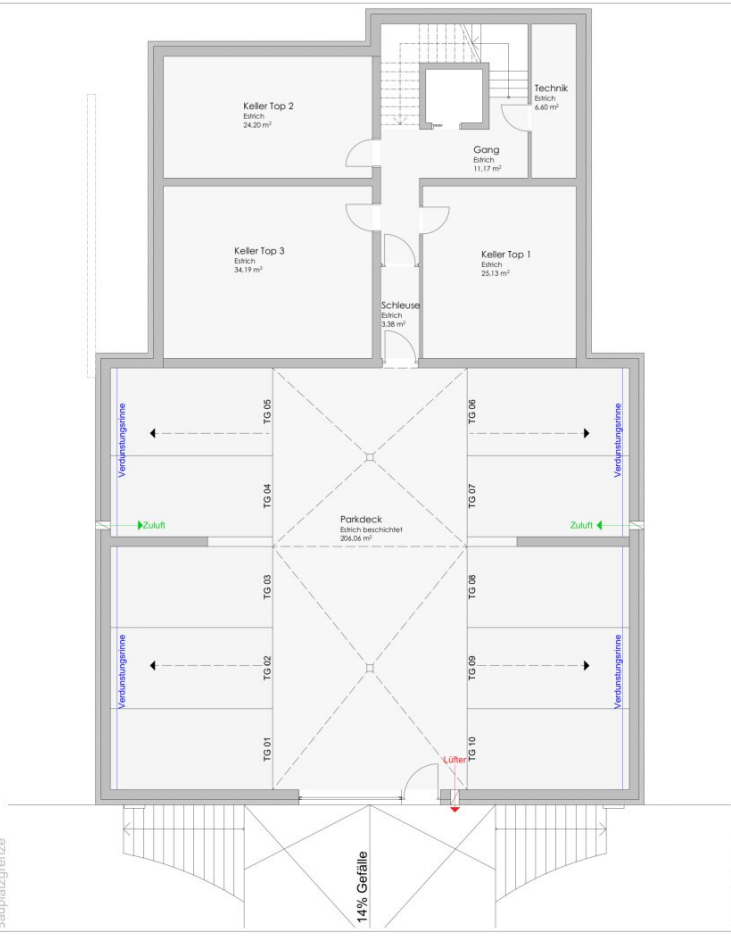 Technik
Estrich
6,60 m²
Keller Top 2
Estrich
24,20 m²
Gang
Estrich
11,17 m²
Keller Top 3
Estrich
34,19 m²
Keller Top 1
Estrich
25,13 m²
Schleuse
Estrich
3,38 m²
Verdunstungsrinne
TG 05
TG 06
Verdunstungsrinne
TG 04
TG 07
Zuluft
Parkdeck
Estrich beschichtet
206,06 m²
Zuluft
TG 03
TG 08
Verdunstungsrinne
TG 02
TG 09
Verdunstungsrinne
TG 01
TG 10
Lüfter
14% Gefälle
Bauplatzgrenze